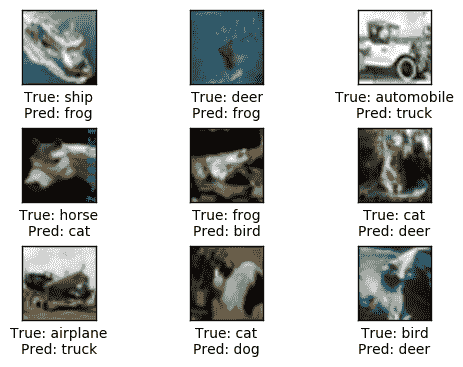 True: ship
Pred: frog
True: deer
Pred: frog
True: automobile
Pred: truck
True: horse
Pred: cat
True: frog
Pred: bird
True: cat
Pred: deer
True: airplane
Pred: truck
True: cat
Pred: dog
True: bird
Pred: deer